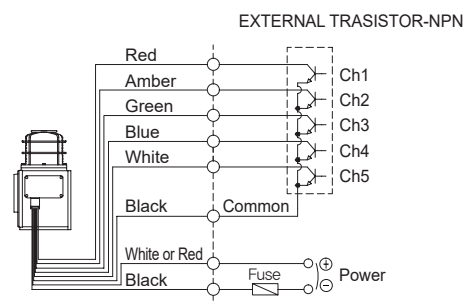 EXTERNAL TRASISTOR-NPN
Red
Ch1
Amber
Ch2
Green
Ch3
Blue
Ch4
White
Ch5
Black
Common
White or Red
Black
Fuse
+
-
Power